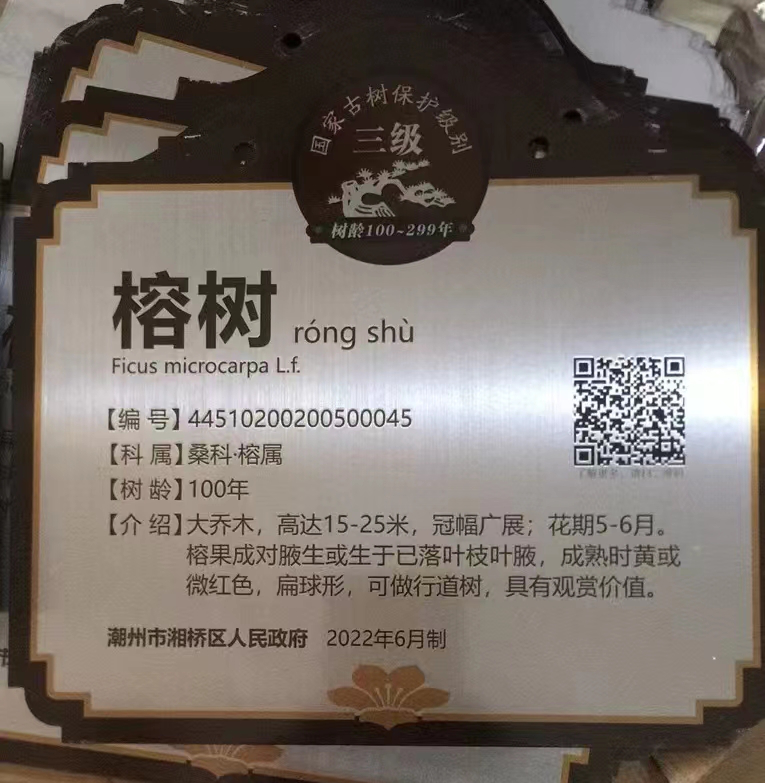 国家古树保护级别
三级
树龄100~299年
榕树 róng shù
Ficus microcarpa L.f.
【编 号】44510200200500045
【科 属】桑科·榕属
【树 龄】100年
【介 绍】大乔木，高达15-25米，冠幅广展；花期5-6月。
榕果成对腋生或生于已落叶枝叶腋，成熟时黄或
微红色，扁球形，可做行道树，具有观赏价值。
潮州市湘桥区人民政府 2022年6月制